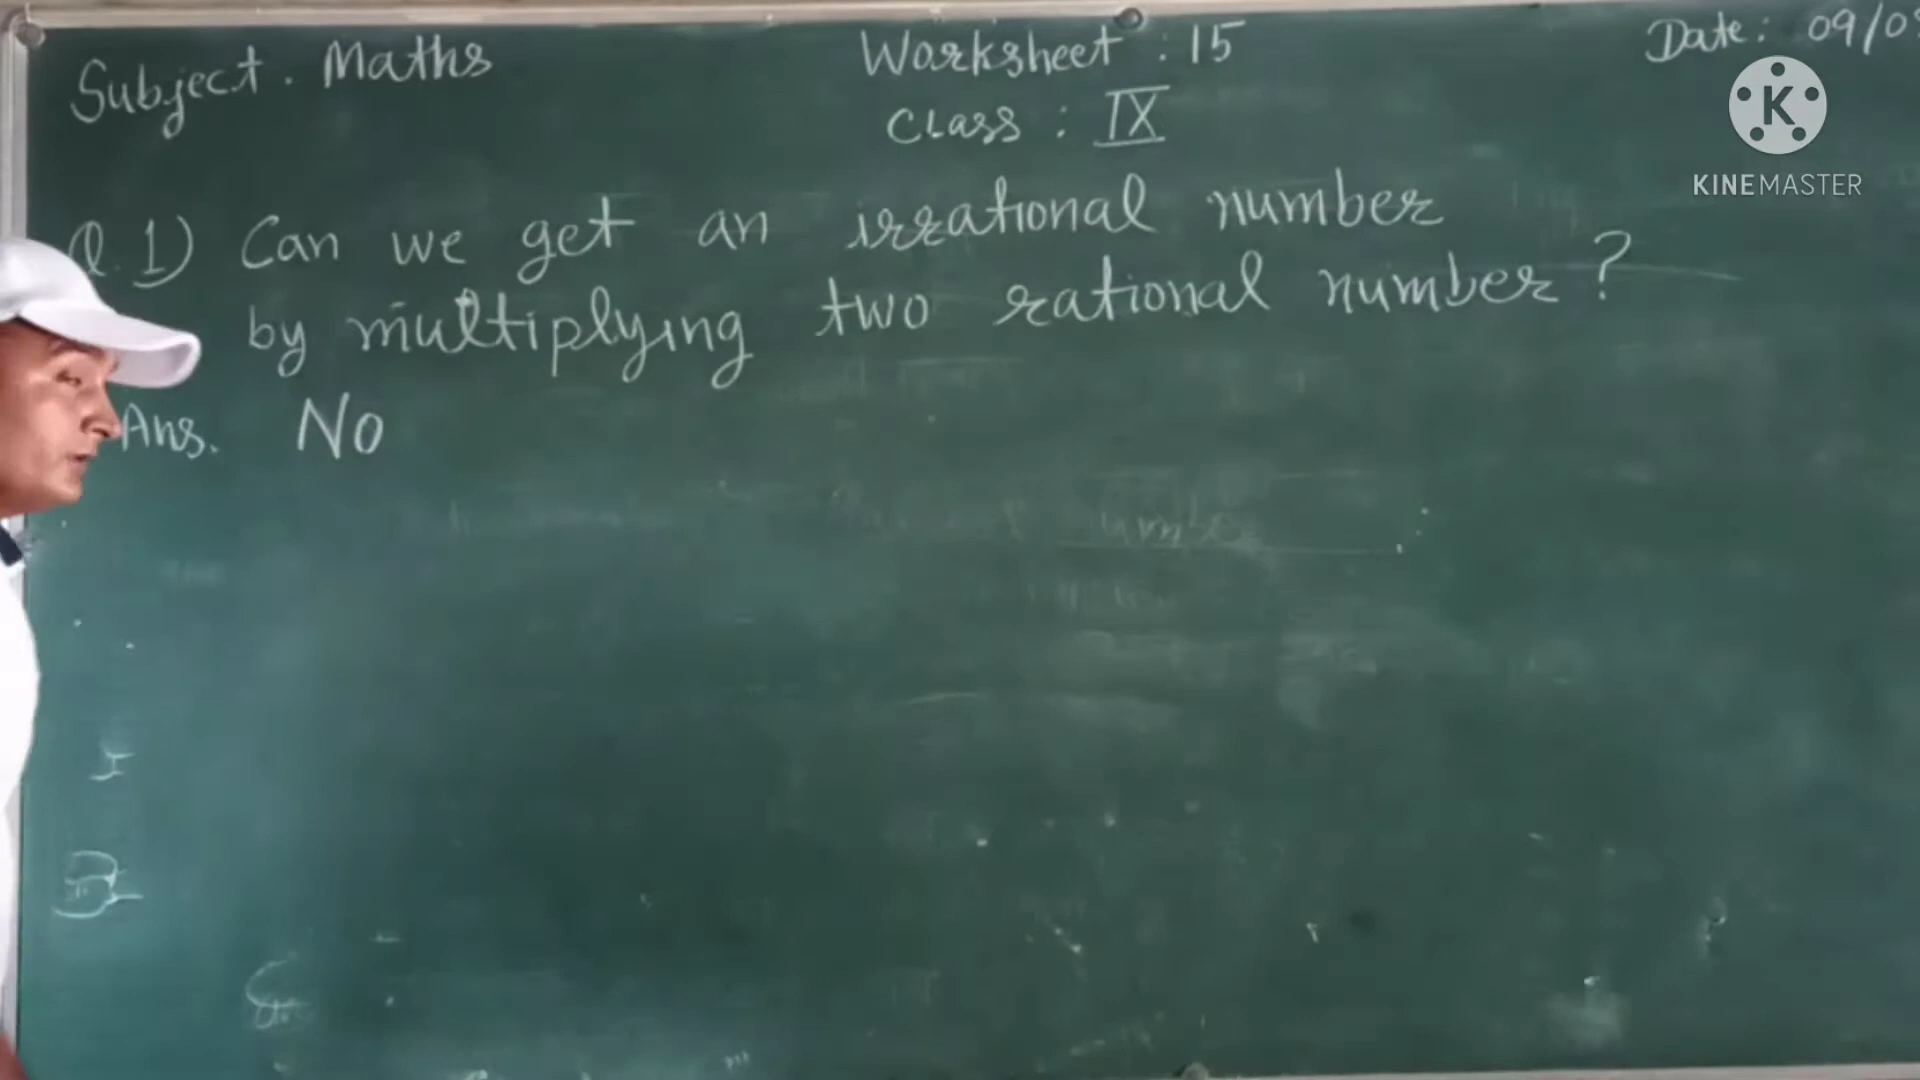 Subject. Maths
Worksheet : 15
Date: 09/0
Class : IX
KINEMASTER
Q.1) Can we get an irrational number
by multiplying two rational number?
Ans. No